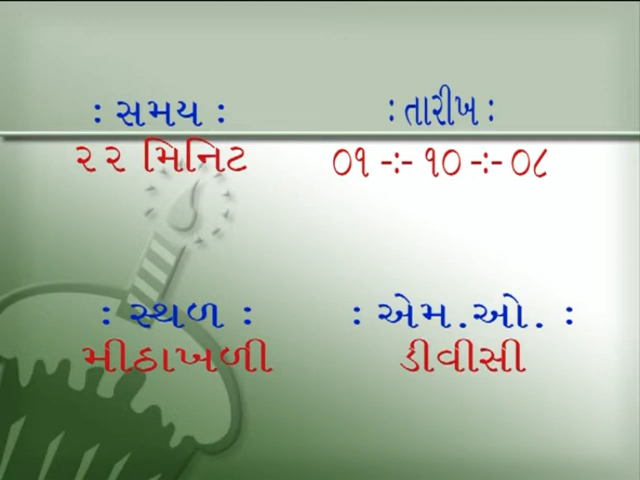 : સમય :
: તારીખ :
૨૨ મિનિટ
૦૧ -:- ૧૦ -:- ૦૮
: સ્થળ :
: એમ.ઓ. :
મીઠાખળી
ડીવીસી